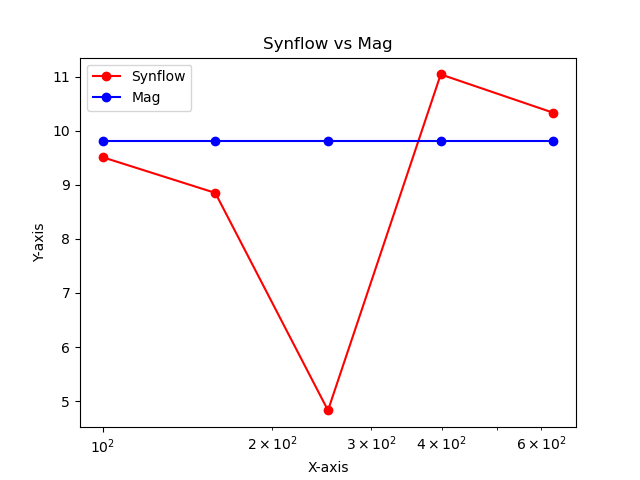 Synflow vs Mag
Synflow
Mag
11
10
9
8
7
6
5
Y-axis
10²
2 × 10²
3 × 10²
4 × 10²
6 × 10²
X-axis